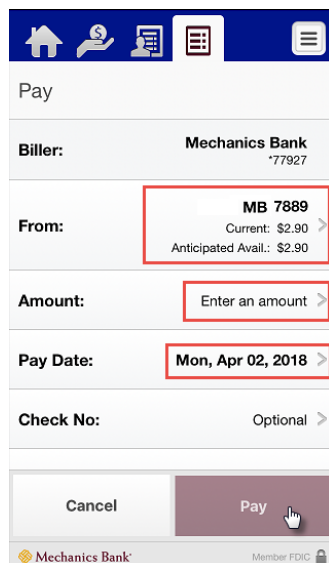 Pay
Biller:
Mechanics Bank
*77927
From:
MB 7889
Current: $2.90
Anticipated Avail.: $2.90
Amount:
Enter an amount
Pay Date:
Mon, Apr 02, 2018
Check No:
Optional
Cancel
Pay
Mechanics Bank
Member FDIC